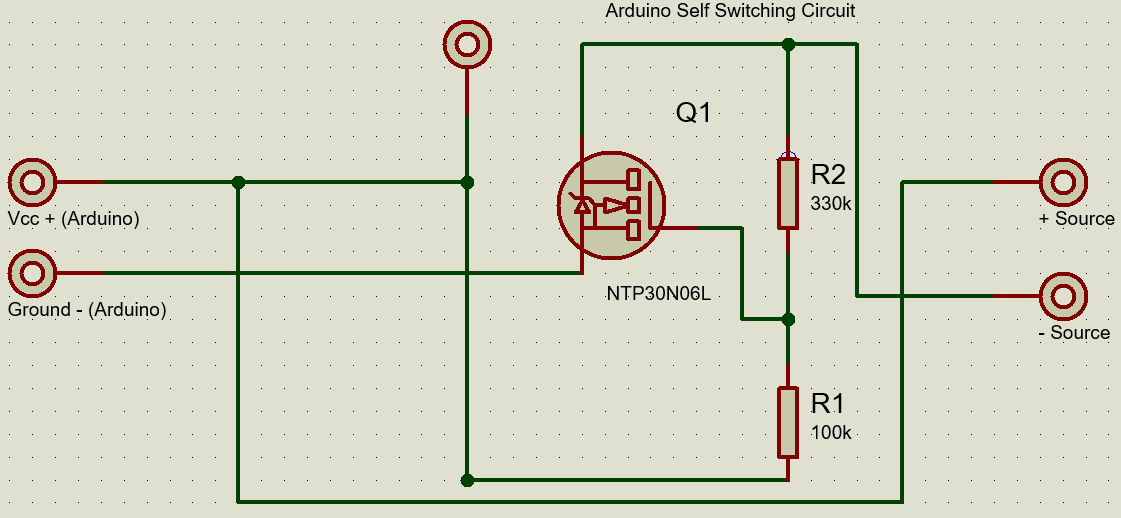 Arduino Self Switching Circuit
Q1
Vcc + (Arduino)
R2
330k
+ Source
Ground - (Arduino)
NTP30N06L
- Source
R1
100k